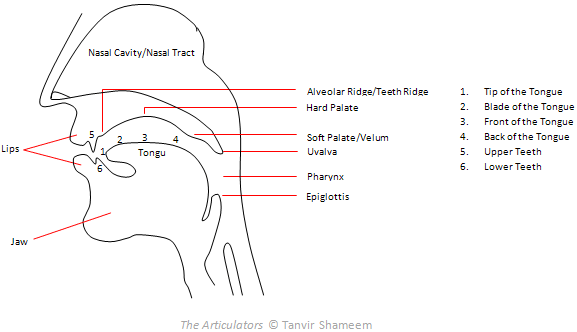 Nasal Cavity/Nasal Tract
Alveolar Ridge/Teeth Ridge
Hard Palate
Soft Palate/Velum
Uvalva
Pharynx
Epiglottis
Lips
Jaw
5
2 3 4
1 Tongu
6
1. Tip of the Tongue
2. Blade of the Tongue
3. Front of the Tongue
4. Back of the Tongue
5. Upper Teeth
6. Lower Teeth
The Articulators © Tanvir Shameem